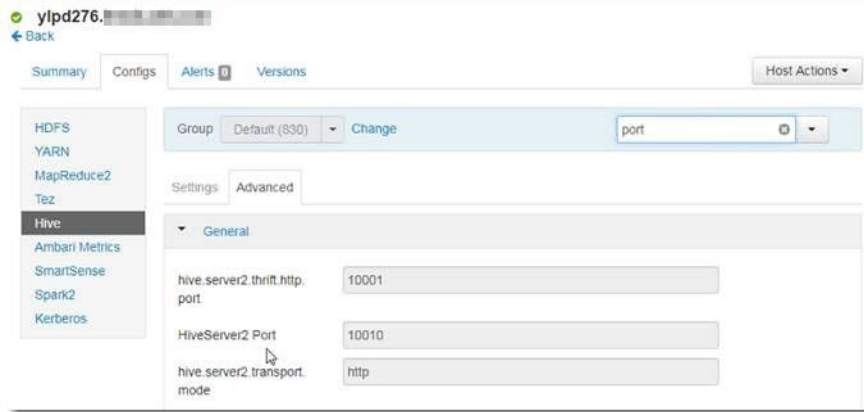 ylpd276.
Back
Summary Configs Alerts 0 Versions Host Actions
HDFS
YARN
MapReduce2
Tez
Hive
Ambari Metrics
SmartSense
Spark2
Kerberos
Group Default (830) Change port
Settings Advanced
General
hive.server2.thrift.http.
port
10001
HiveServer2 Port 10010
hive.server2.transport.
mode
http